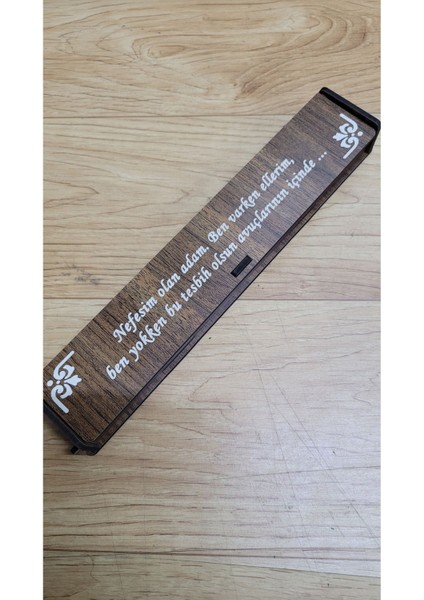 Nefesim olan adam. Ben varken ellerim,
ben yokken bu tesbih olsun avuçlarının içinde ...